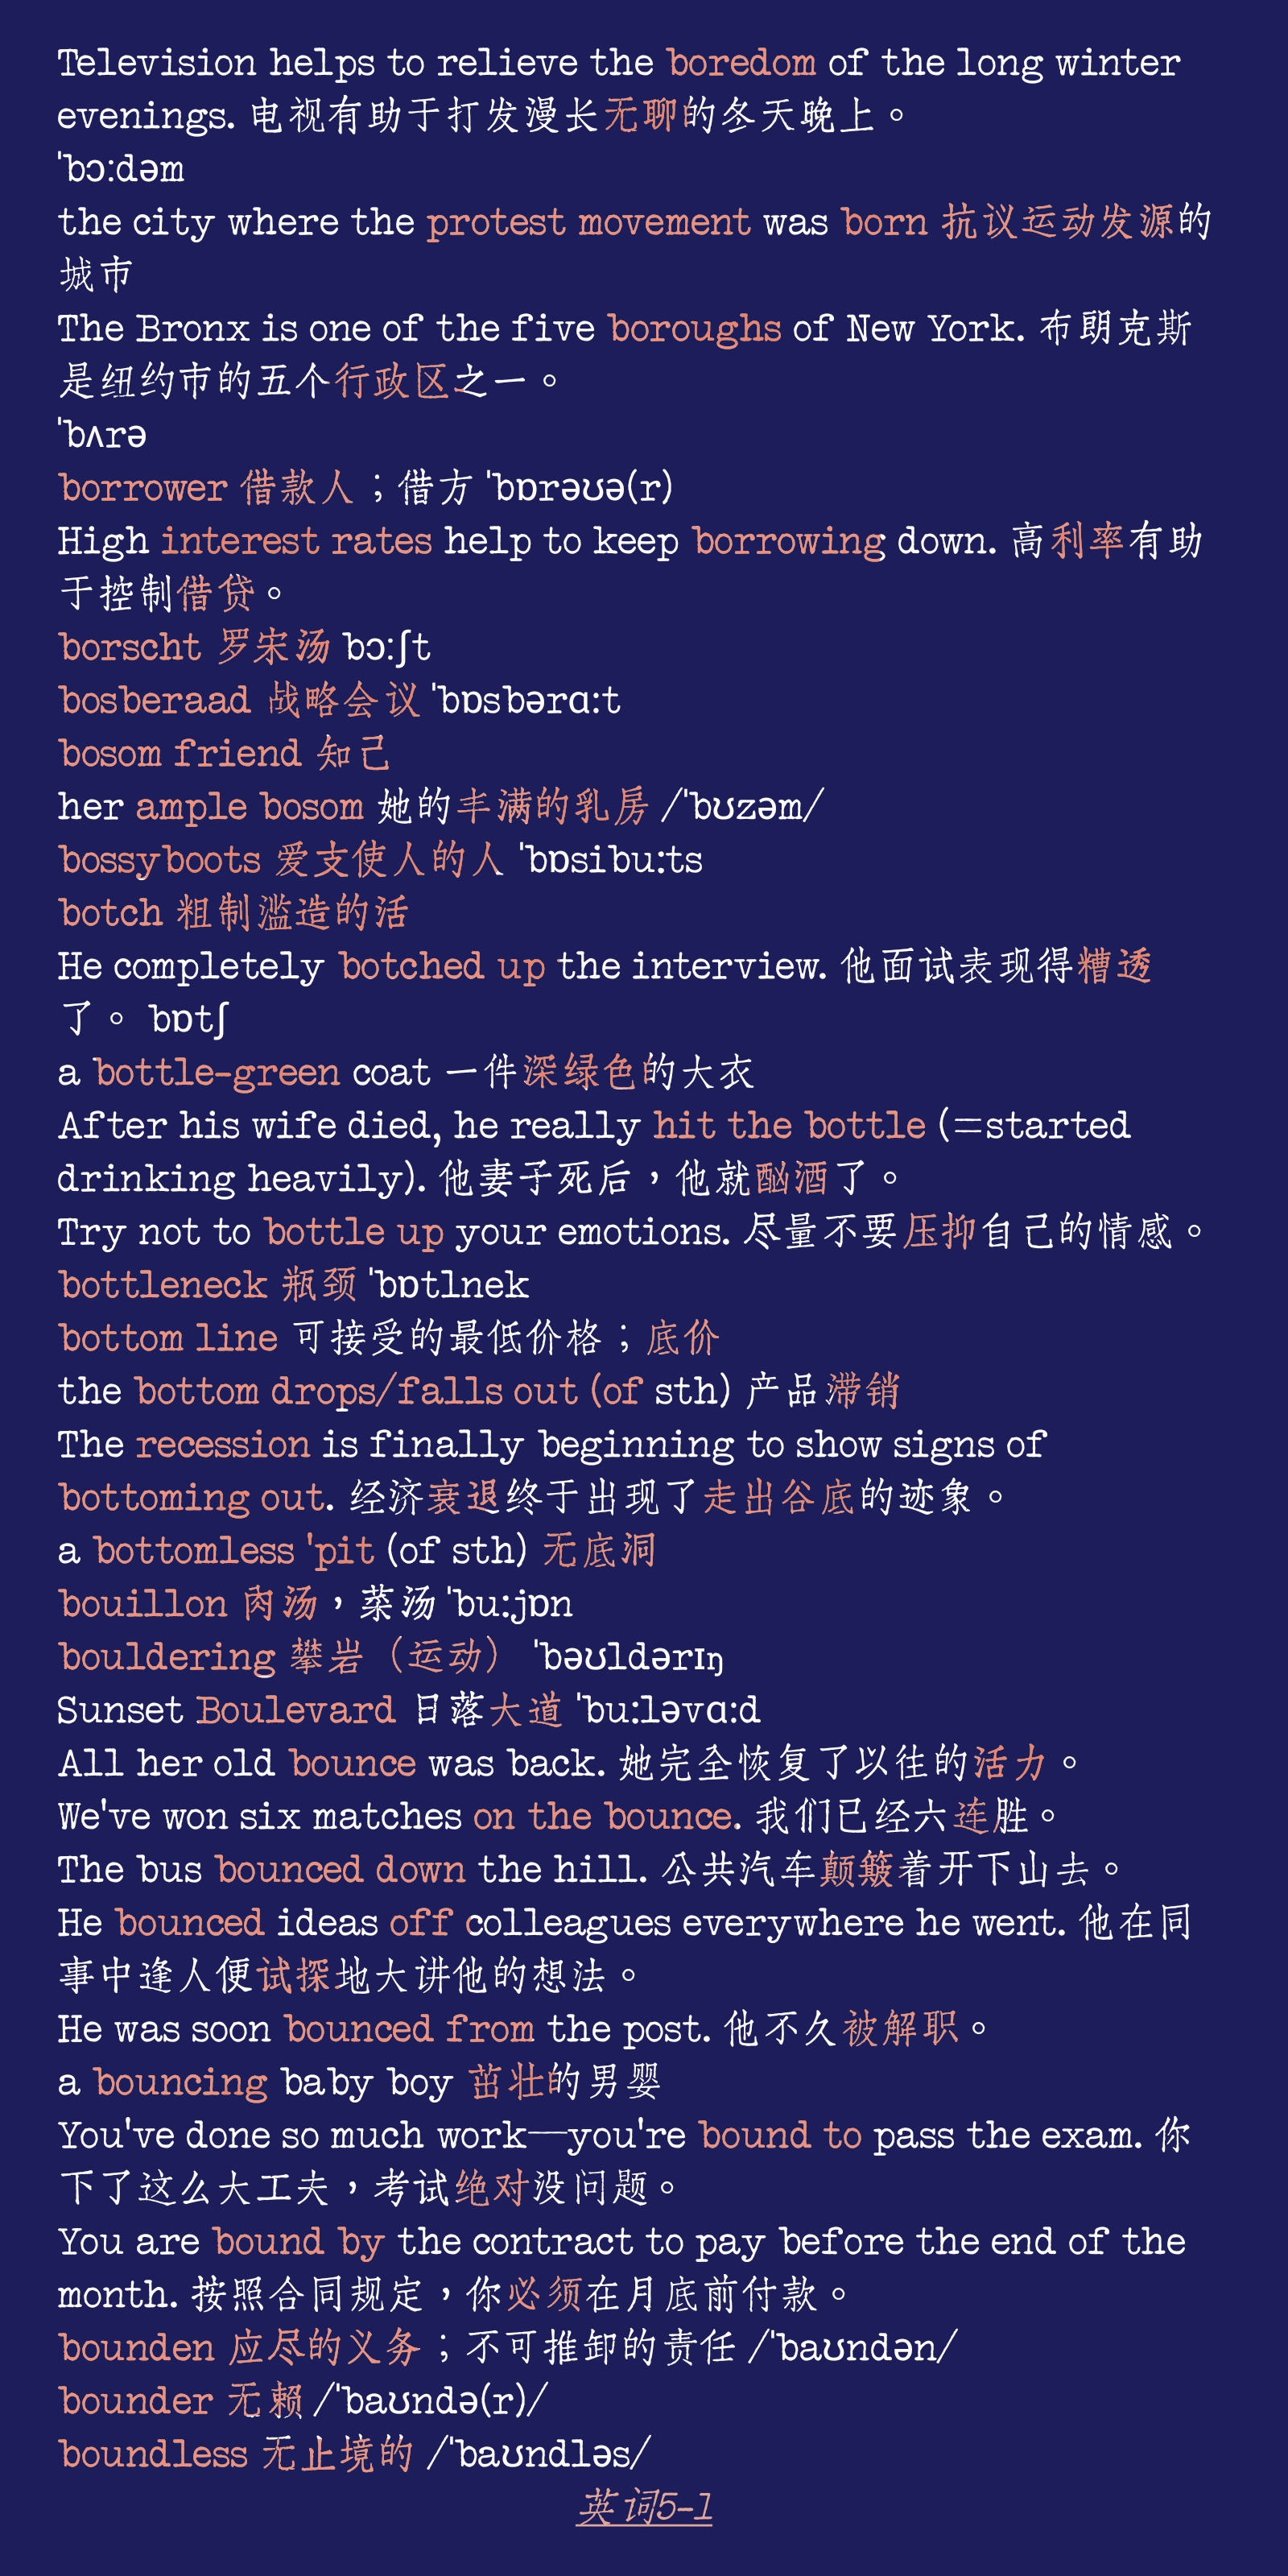 Television helps to relieve the boredom of the long winter
evenings. 电视有助于打发漫长无聊的冬天晚上。
ˈbɔːdəm
the city where the protest movement was born 抗议运动发源的
城市
The Bronx is one of the five boroughs of New York. 布朗克斯
是纽约市的五个行政区之一。
ˈbʌrə
borrower 借款人；借方 ˈbɒrəʊə(r)
High interest rates help to keep borrowing down. 高利率有助
于控制借贷。
borscht 罗宋汤 bɔːʃt
bosberaad 战略会议 ˈbɒsbərɑːt
bosom friend 知己
her ample bosom 她的丰满的乳房 /ˈbʊzəm/
bossyboots 爱支使人的人 ˈbɒsibuːts
botch 粗制滥造的活
He completely botched up the interview. 他面试表现得糟透
了。 bɒtʃ
a bottle-green coat 一件深绿色的大衣
After his wife died, he really hit the bottle (=started
drinking heavily). 他妻子死后，他就酗酒了。
Try not to bottle up your emotions. 尽量不要压抑自己的情感。
bottleneck 瓶颈 ˈbɒtlnek
bottom line 可接受的最低价格；底价
the bottom drops/falls out (of sth) 产品滞销
The recession is finally beginning to show signs of
bottoming out. 经济衰退终于出现了走出谷底的迹象。
a bottomless 'pit (of sth) 无底洞
bouillon 肉汤，菜汤 ˈbuːjɒn
bouldering 攀岩（运动） ˈbəʊldərɪŋ
Sunset Boulevard 日落大道 ˈbuːləvɑːd
All her old bounce was back. 她完全恢复了以往的活力。
We've won six matches on the bounce. 我们已经六连胜。
The bus bounced down the hill. 公共汽车颠簸着开下山去。
He bounced ideas off colleagues everywhere he went. 他在同
事中逢人便试探地大讲他的想法。
He was soon bounced from the post. 他不久被解职。
a bouncing baby boy 茁壮的男婴
You've done so much work—you're bound to pass the exam. 你
下了这么大工夫，考试绝对没问题。
You are bound by the contract to pay before the end of the
month. 按照合同规定，你必须在月底前付款。
bounden 应尽的义务；不可推卸的责任 /ˈbaʊndən/
bounder 无赖 /ˈbaʊndə(r)/
boundless 无止境的 /ˈbaʊndləs/
英词5-1